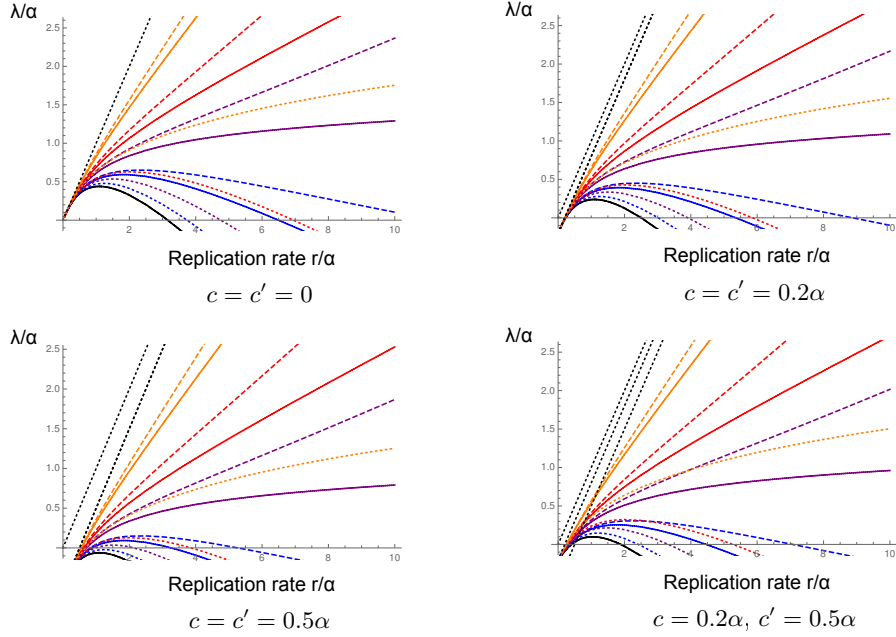 λ/α
2.5
2.0
1.5
1.0
0.5
2 4 6 8 10
Replication rate r/α
c = c′ = 0
λ/α
2.5
2.0
1.5
1.0
0.5
2 4 6 8 10
Replication rate r/α
c = c′ = 0.2α
λ/α
2.5
2.0
1.5
1.0
0.5
2 4 6 8 10
Replication rate r/α
c = c′ = 0.5α
λ/α
2.5
2.0
1.5
1.0
0.5
2 4 6 8 10
Replication rate r/α
c = 0.2α, c′ = 0.5α